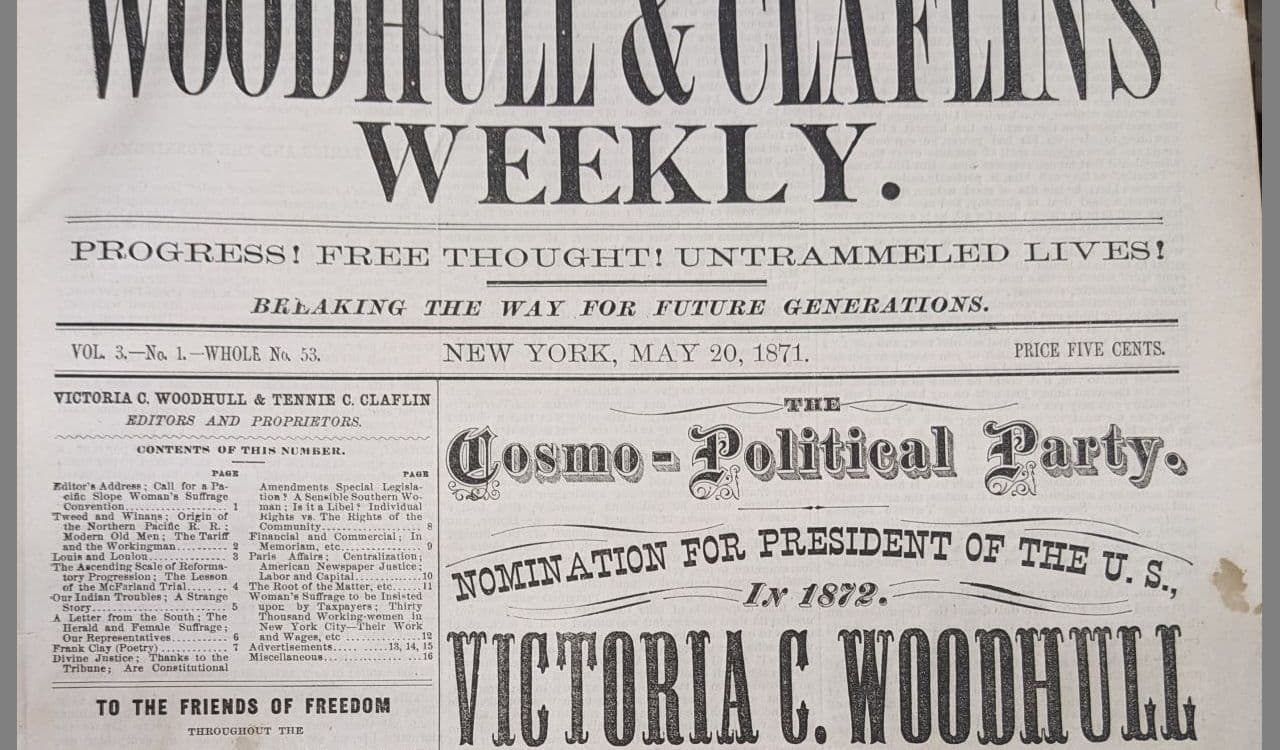 WOODHULL & CLAFLIN'S
WEEKLY.
PROGRESS! FREE THOUGHT! UNTRAMMELED LIVES!
BREAKING THE WAY FOR FUTURE GENERATIONS.
VOL. 3.—No. 1.—WHOLE No. 53.
NEW YORK, MAY 20, 1871.
PRICE FIVE CENTS.
VICTORIA C. WOODHULL & TENNIE C. CLAFLIN
EDITORS AND PROPRIETORS.
CONTENTS OF THIS NUMBER.
PAGE
Editor's Address; Call for a Pa-
cific Slope Woman's Suffrage
Convention.................... 1
Tweed and Winans; Origin of
the Northern Pacific R. R.;
Modern Old Men; The Tariff
and the Workingman.......... 2
Louis and Loulou................ 3
The Ascending Scale of Reforma-
tory Progression; The Lesson
of the McFarland Trial...... 4
Our Indian Troubles; A Strange
Story......................... 5
A Letter from the South; The
Herald and Female Suffrage;
Our Representatives........... 6
Frank Clay (Poetry)............ 7
Divine Justice; Thanks to the
Tribune; Are Constitutional
PAGE
Amendments Special Legisla-
tion? A Sensible Southern Wo-
man; Is it a Libel? Individual
Rights vs. The Rights of the
Community..................... 8
Financial and Commercial; In
Memoriam, etc................. 9
Paris Affairs; Centralization;
American Newspaper Justice;
Labor and Capital............. 10
The Root of the Matter, etc...... 11
Woman's Suffrage to be Insisted
upon by Taxpayers; Thirty
Thousand Working-women in
New York City—Their Work
and Wages, etc ............... 12
Advertisements.... ......13, 14, 15
Miscellaneous................... 16
TO THE FRIENDS OF FREEDOM
THROUGHOUT THE
THE
Cosmo-Political Party.
NOMINATION FOR PRESIDENT OF THE U. S.,
IN 1872.
VICTORIA C. WOODHULL